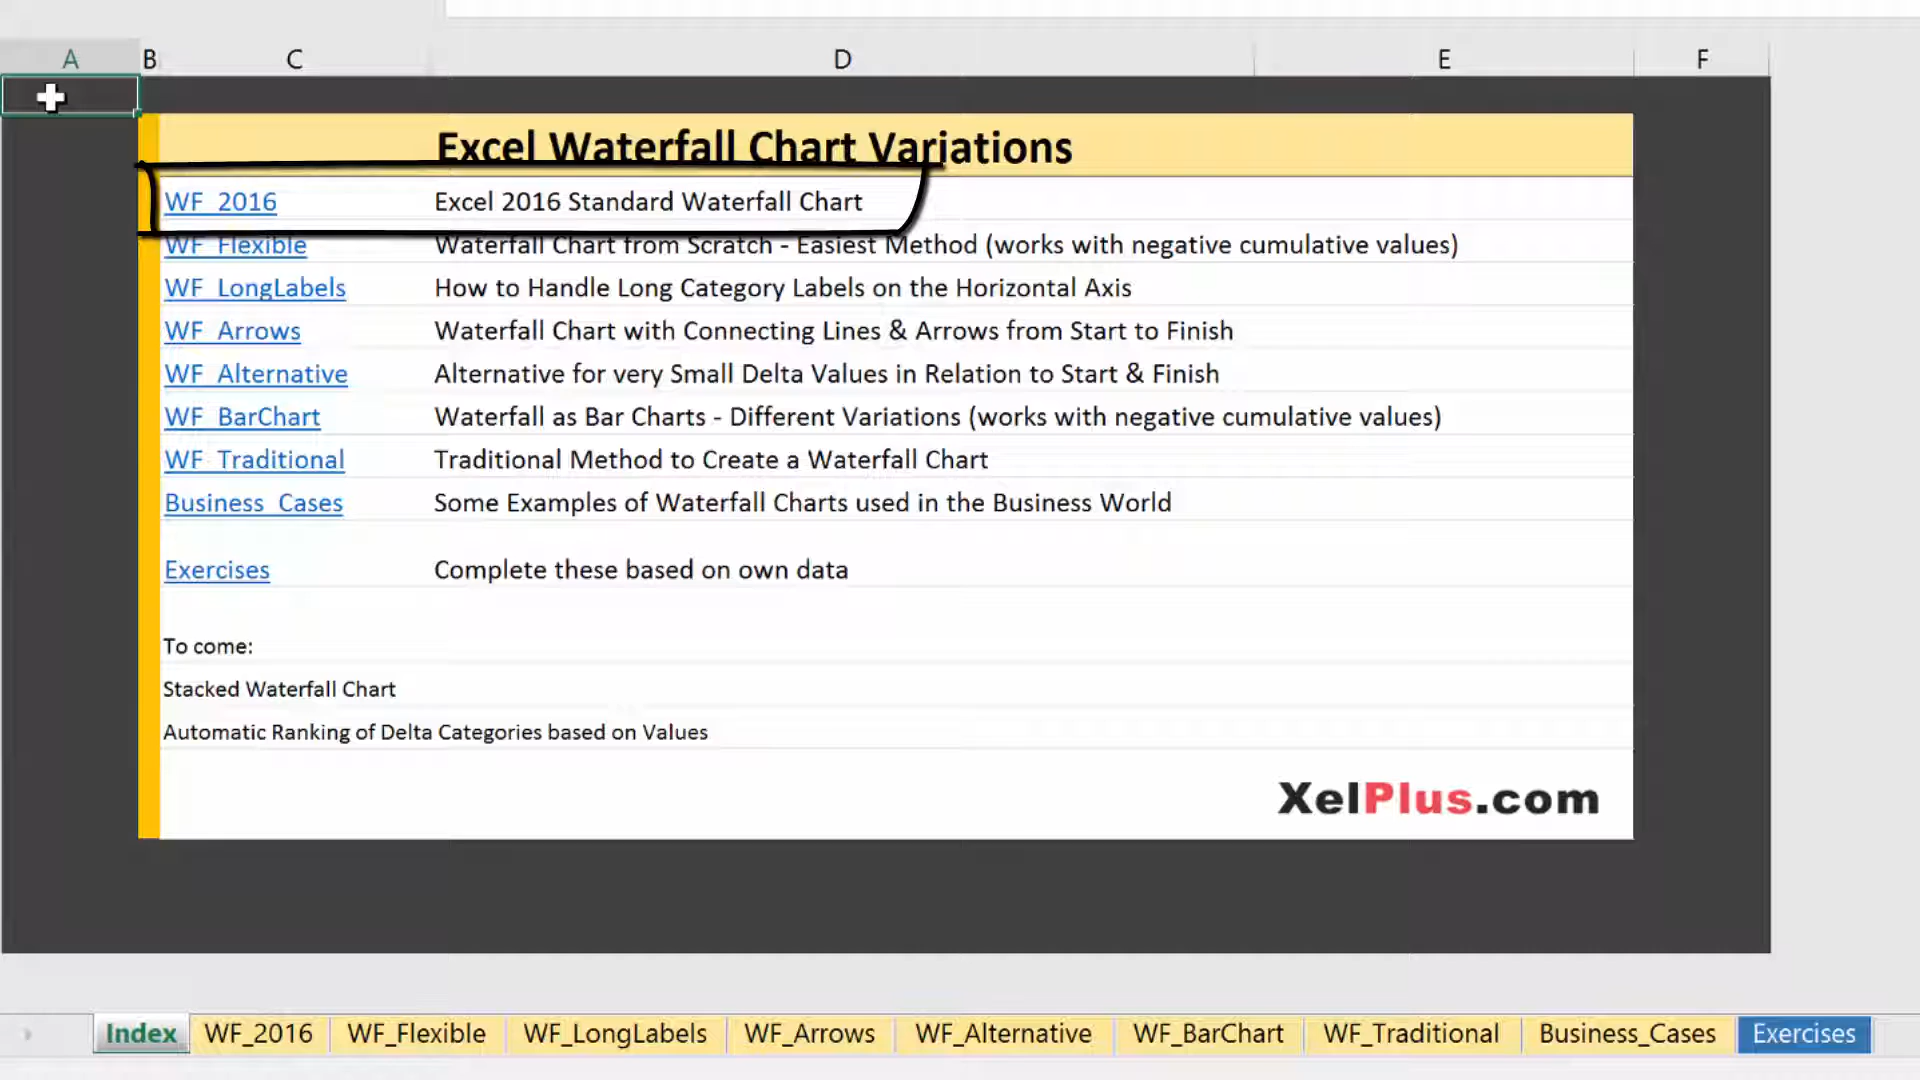 A B C D E F
Excel Waterfall Chart Variations
WF_2016 Excel 2016 Standard Waterfall Chart
WF_Flexible Waterfall Chart from Scratch - Easiest Method (works with negative cumulative values)
WF_LongLabels How to Handle Long Category Labels on the Horizontal Axis
WF_Arrows Waterfall Chart with Connecting Lines & Arrows from Start to Finish
WF_Alternative Alternative for very Small Delta Values in Relation to Start & Finish
WF_BarChart Waterfall as Bar Charts - Different Variations (works with negative cumulative values)
WF_Traditional Traditional Method to Create a Waterfall Chart
Business_Cases Some Examples of Waterfall Charts used in the Business World
Exercises Complete these based on own data
To come:
Stacked Waterfall Chart
Automatic Ranking of Delta Categories based on Values
XelPlus.com
Index WF_2016 WF_Flexible WF_LongLabels WF_Arrows WF_Alternative WF_BarChart WF_Traditional Business_Cases Exercises